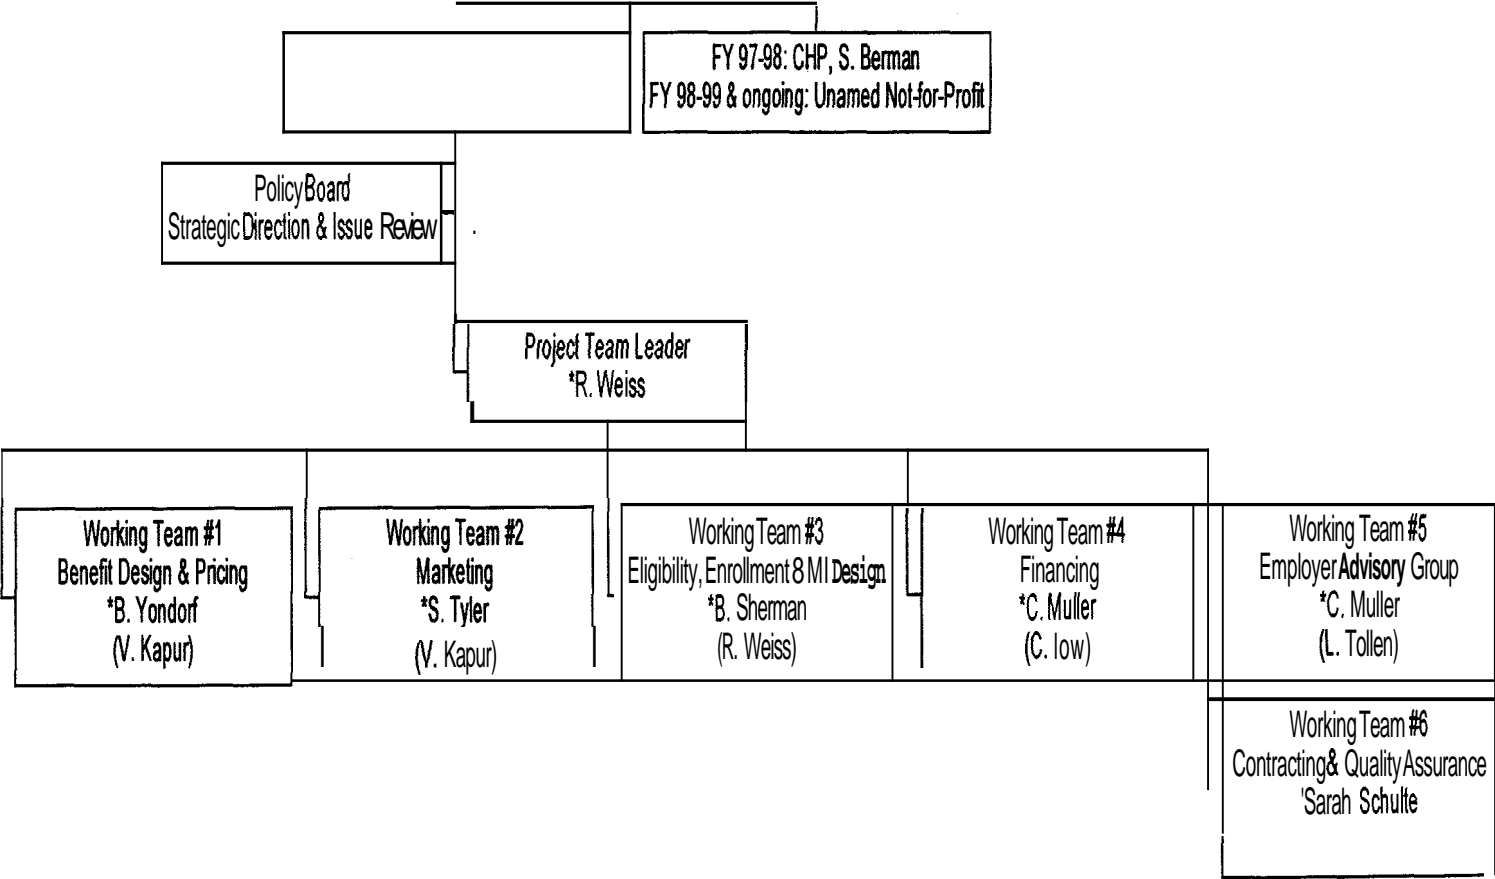 FY 97-98: CHP, S. Berman
FY 98-99 & ongoing: Unamed Not-for-Profit
Policy Board
Strategic Direction & Issue Review
Project Team Leader
*R. Weiss
Working Team #1
Benefit Design & Pricing
*B. Yondorf
(V. Kapur)
Working Team #2
Marketing
*S. Tyler
(V. Kapur)
Working Team #3
Eligibility, Enrollment 8 MI Design
*B. Sherman
(R. Weiss)
Working Team #4
Financing
*C. Muller
(C. low)
Working Team #5
Employer Advisory Group
*C. Muller
(L. Tollen)
Working Team #6
Contracting & Quality Assurance
'Sarah Schulte